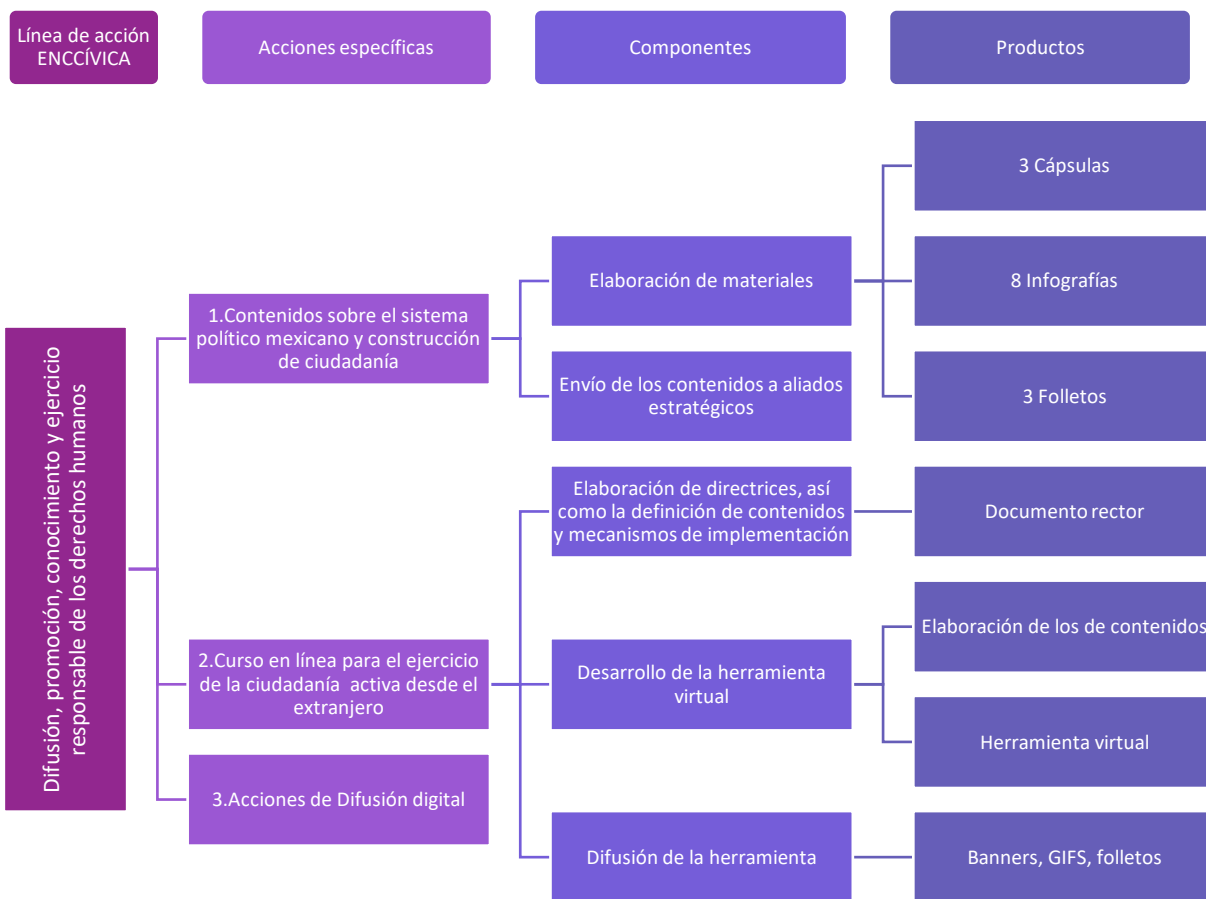 Línea de acción
ENCCÍVICA
Acciones específicas
Componentes
Productos
Difusión, promoción, conocimiento y ejercicio
responsable de los derechos humanos
1.Contenidos sobre el sistema
político mexicano y construcción
de ciudadanía
Elaboración de materiales
3 Cápsulas
8 Infografías
3 Folletos
Envío de los contenidos a aliados
estratégicos
2.Curso en línea para el ejercicio
de la ciudadanía activa desde el
extranjero
Elaboración de directrices, así
como la definición de contenidos
y mecanismos de implementación
Documento rector
Desarrollo de la herramienta
virtual
Elaboración de los de contenidos
Herramienta virtual
Difusión de la herramienta
Banners, GIFS, folletos
3.Acciones de Difusión digital